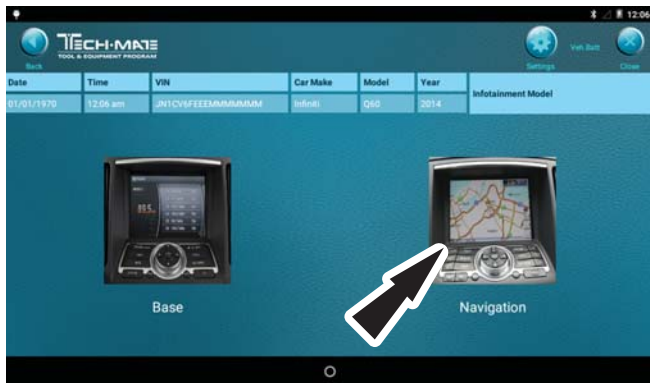 12:06
TECH-MATE
TOOL & EQUIPMENT PROGRAM
Back
Settings
Veh.Batt
Close
Date Time VIN Car Make Model Year Infotainment Model
01/01/1970 12:06 am JN1CV6FEEEMMMMMMM Infiniti Q60 2014
Base
Navigation